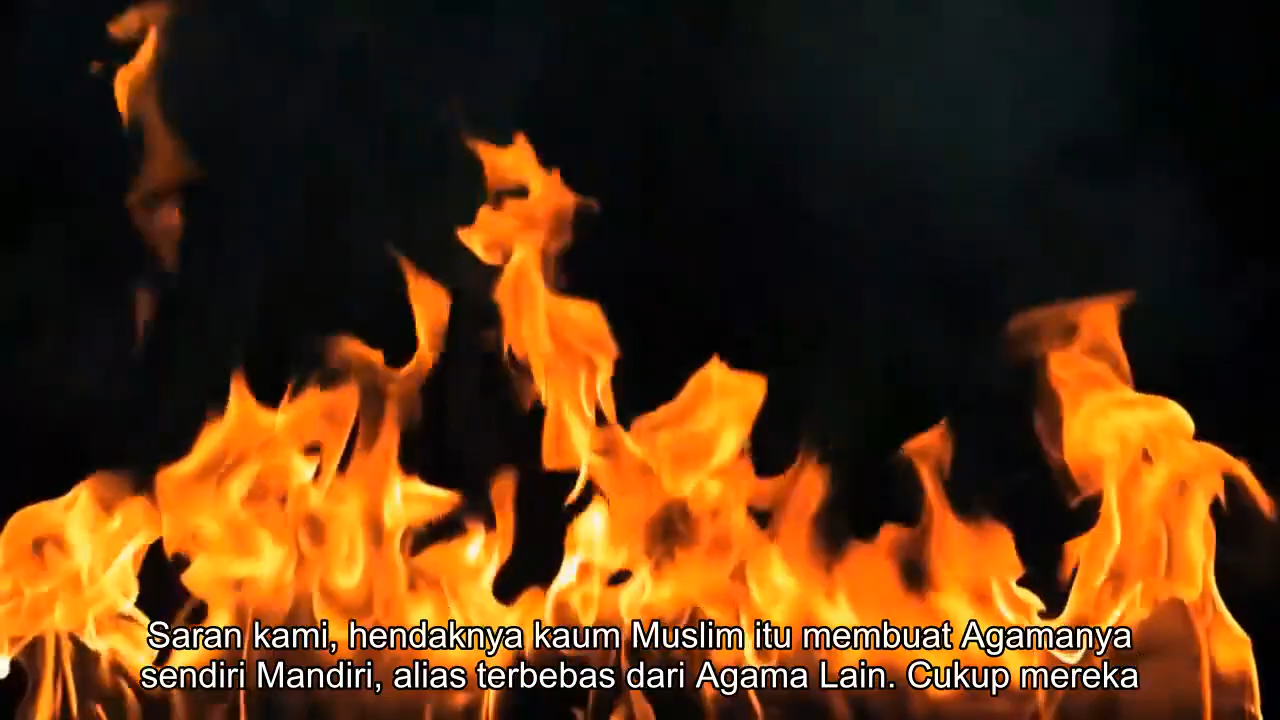 Saran kami, hendaknya kaum Muslim itu membuat Agamanya
sendiri Mandiri, alias terbebas dari Agama Lain. Cukup mereka